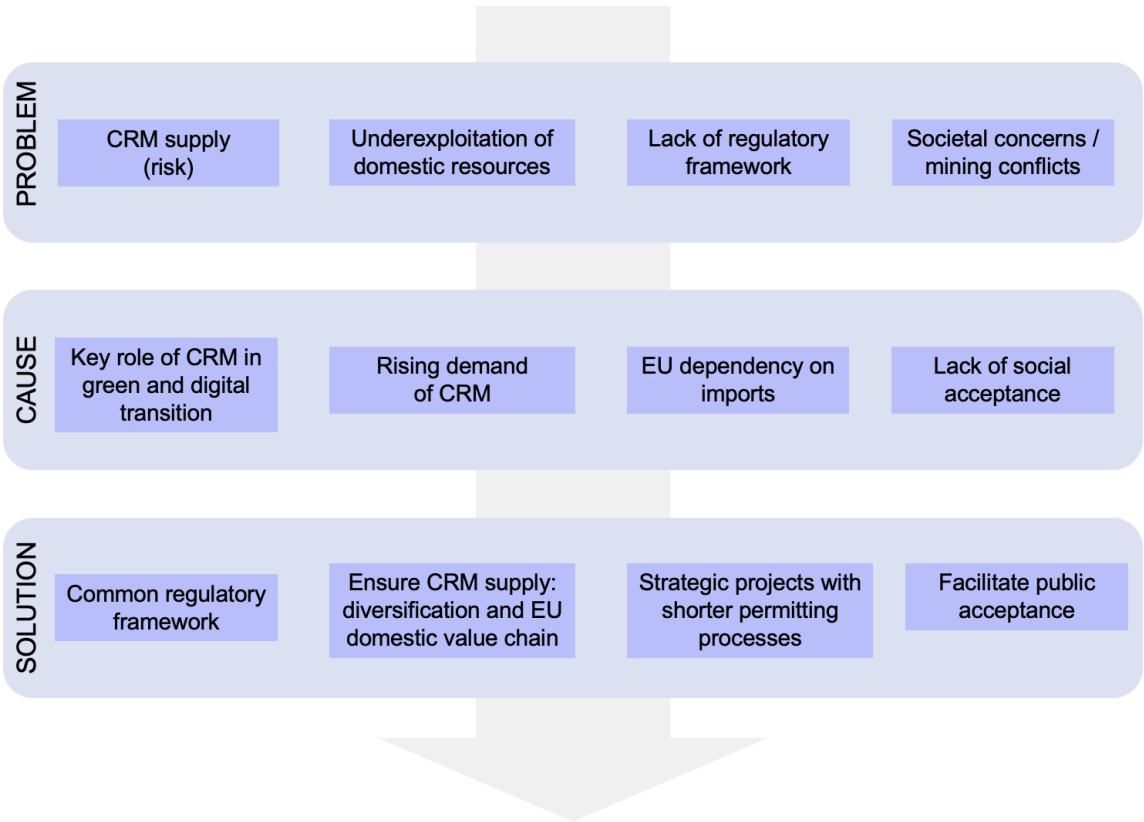 PROBLEM
CRM supply
(risk)
Underexploitation of
domestic resources
Lack of regulatory
framework
Societal concerns /
mining conflicts
CAUSE
Key role of CRM in
green and digital
transition
Rising demand
of CRM
EU dependency on
imports
Lack of social
acceptance
SOLUTION
Common regulatory
framework
Ensure CRM supply:
diversification and EU
domestic value chain
Strategic projects with
shorter permitting
processes
Facilitate public
acceptance